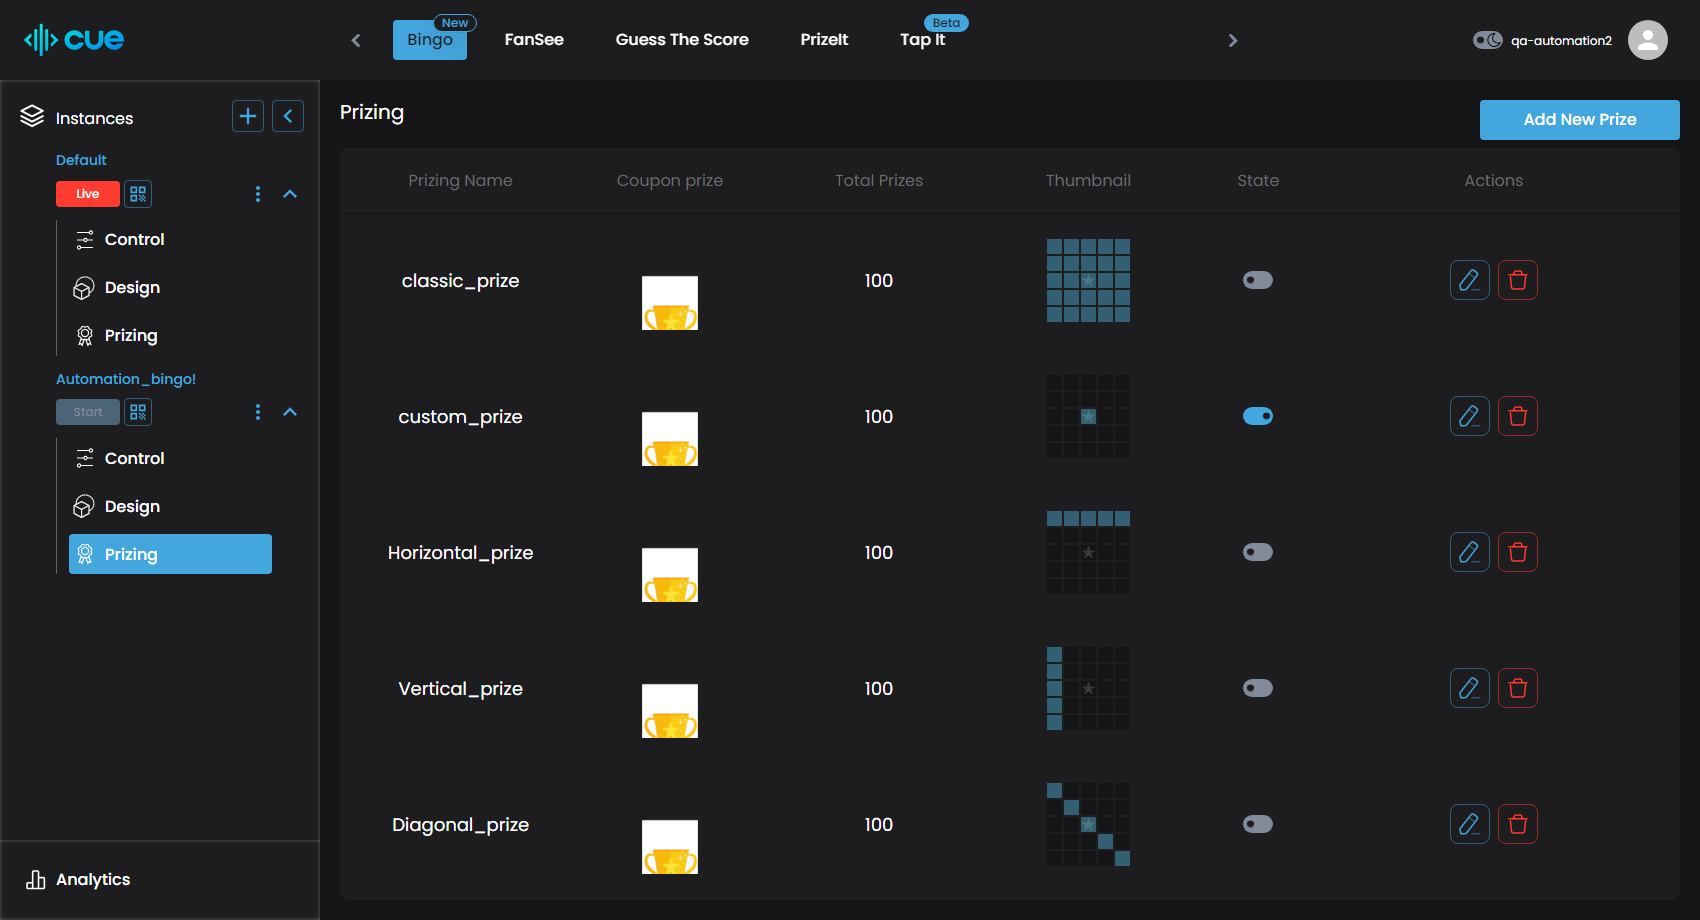 cue
New
Beta
Bingo
FanSee
Guess The Score
PrizeIt
Tap It
qa-automation2
Instances
Default
Live
Control
Design
Prizing
Automation_bingo!
Start
Control
Design
Prizing
Analytics
Prizing
Add New Prize
Prizing Name
Coupon prize
Total Prizes
Thumbnail
State
Actions
classic_prize
100
custom_prize
100
Horizontal_prize
100
Vertical_prize
100
Diagonal_prize
100